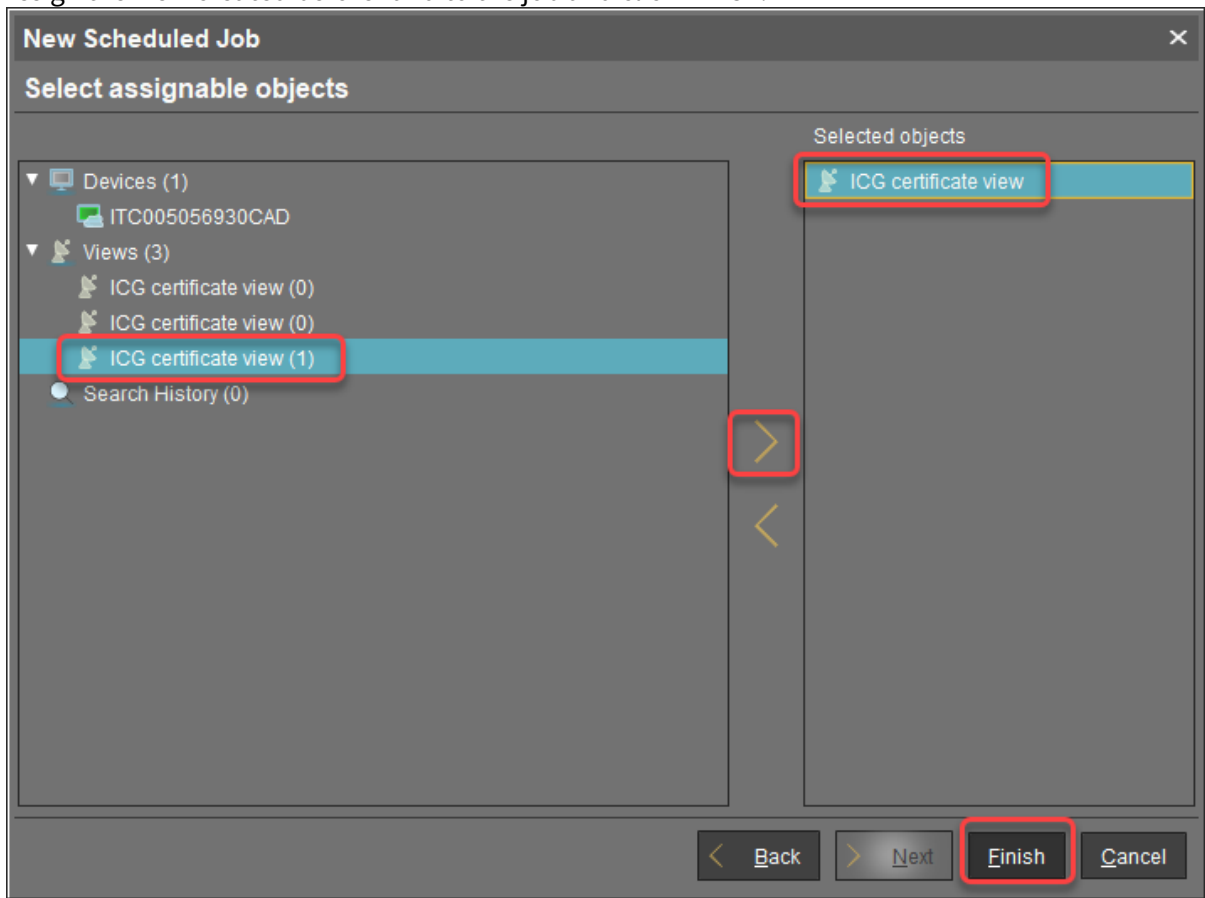 New Scheduled Job
Select assignable objects
Selected objects
Devices (1)
ITC005056930CAD
Views (3)
ICG certificate view (0)
ICG certificate view (0)
ICG certificate view (1)
Search History (0)
ICG certificate view
Back
Next
Finish
Cancel